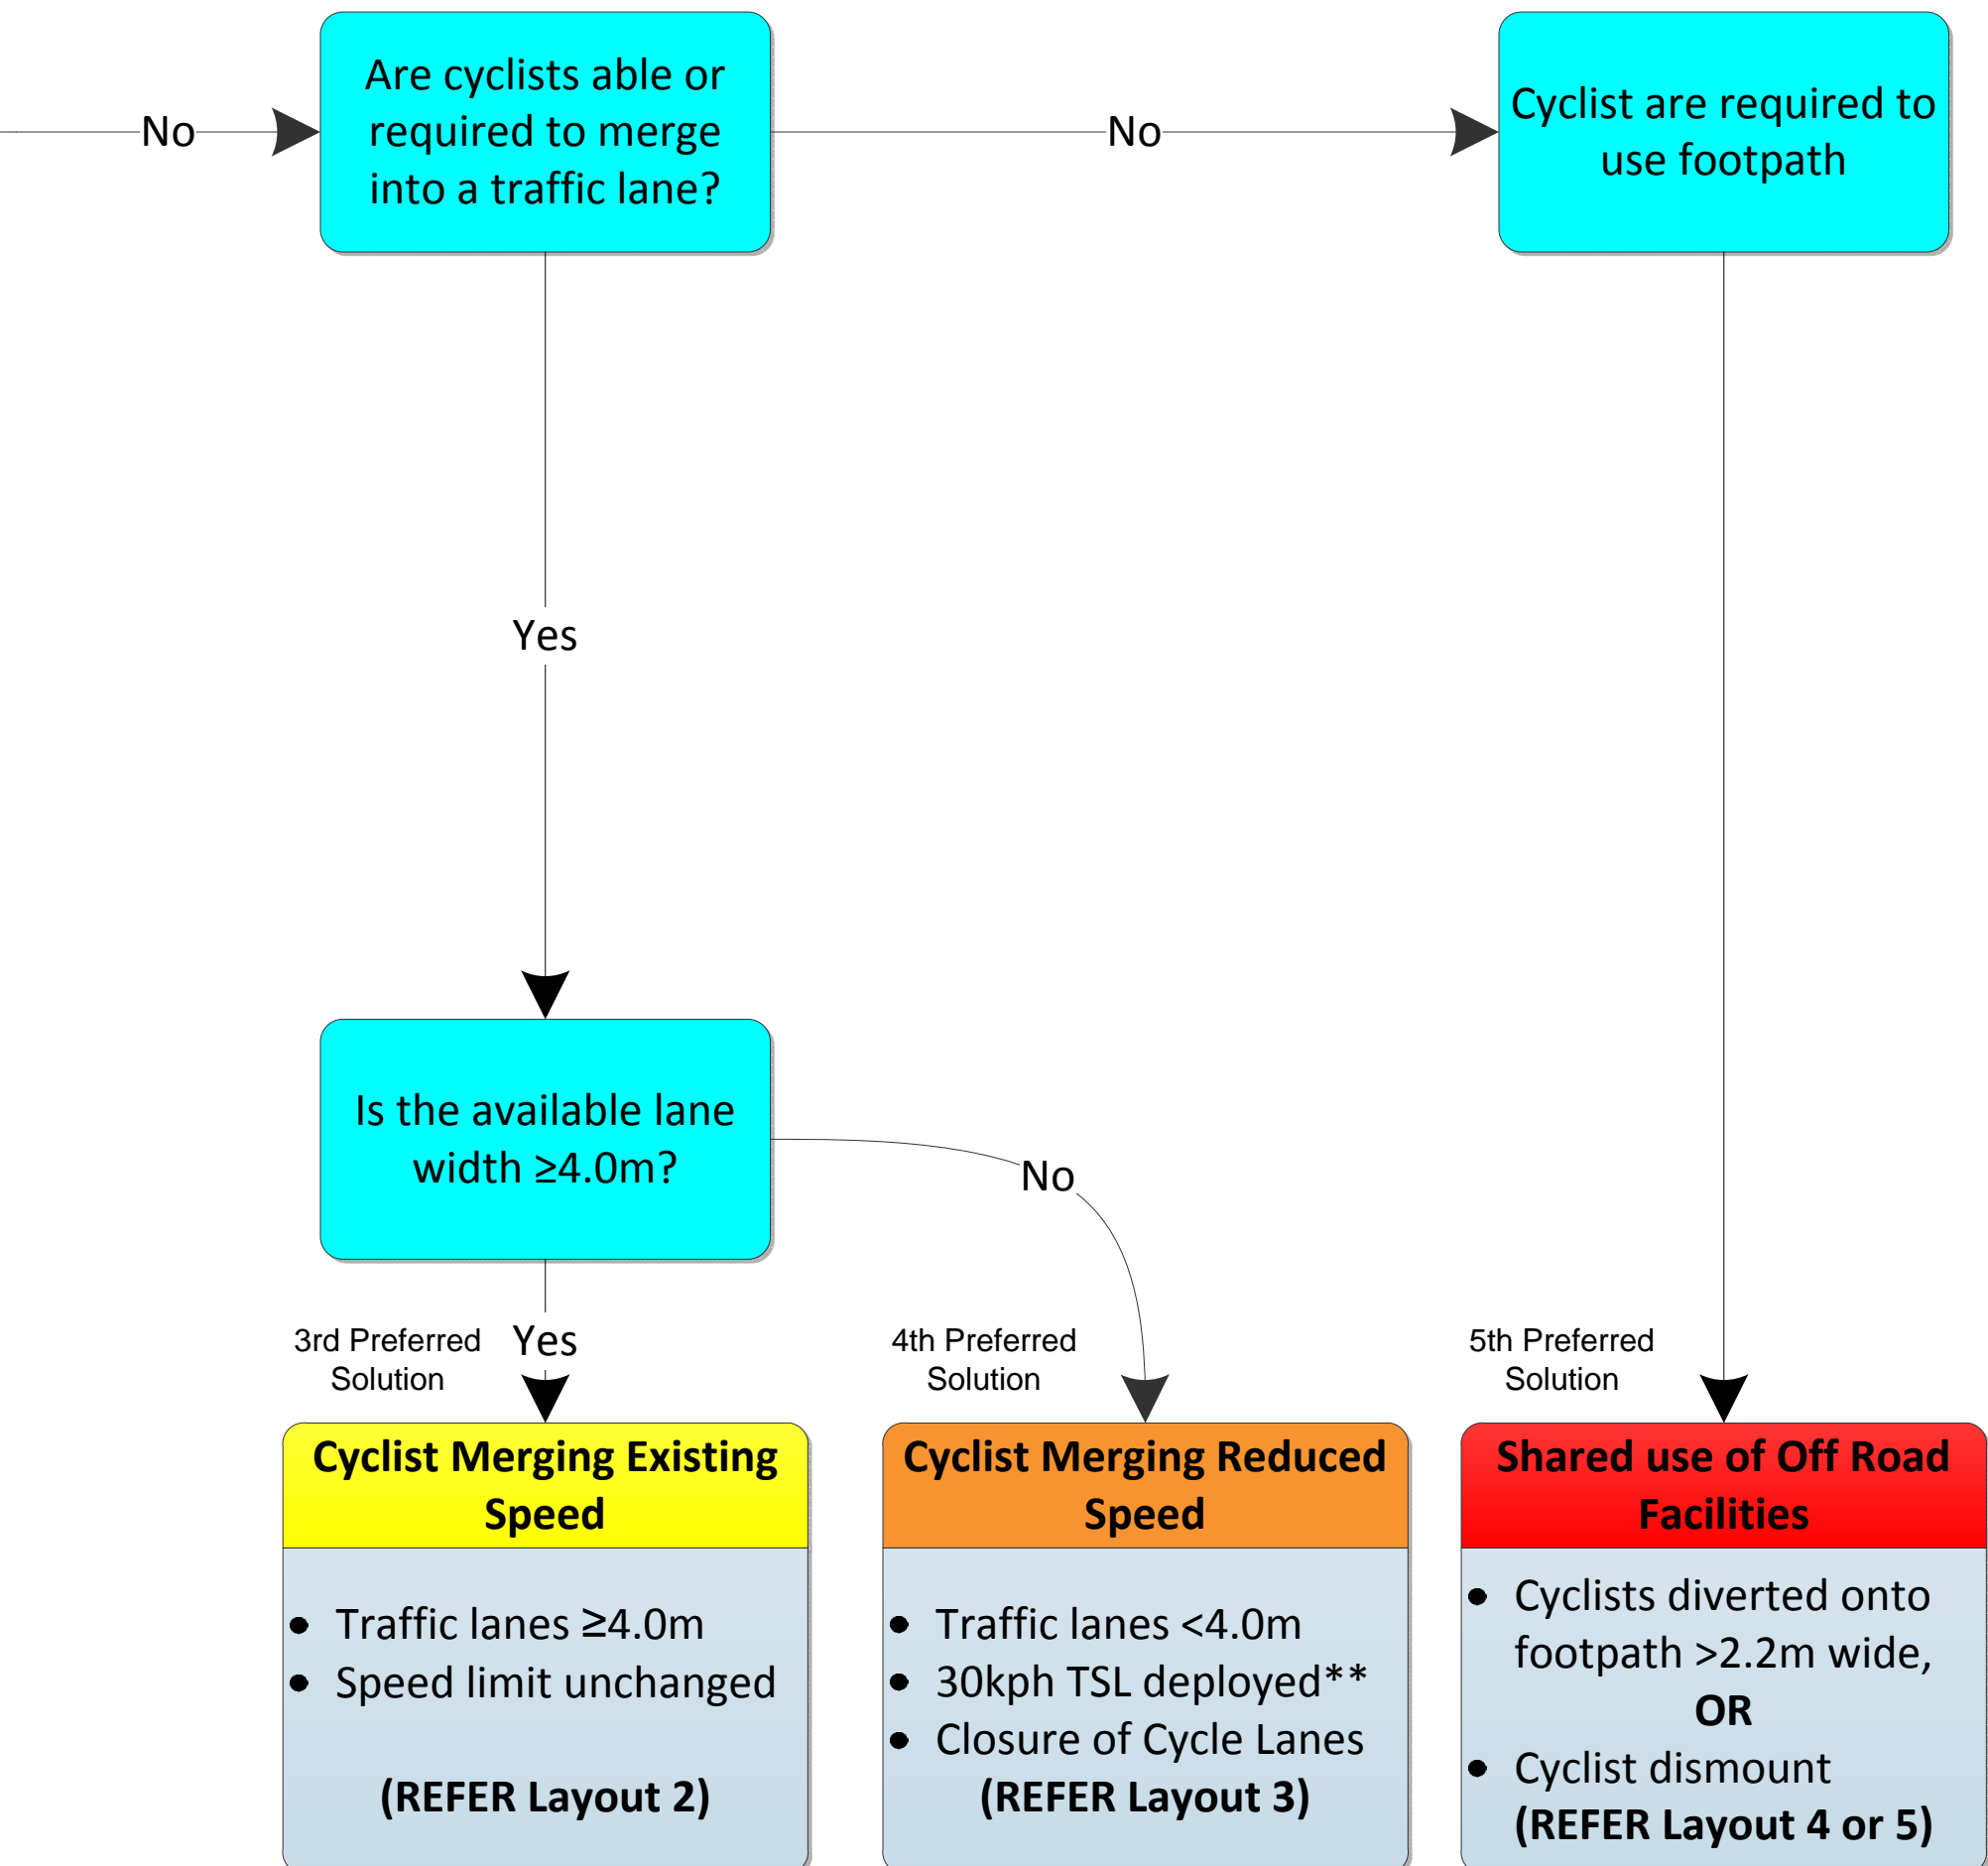 No
Are cyclists able or
required to merge
into a traffic lane?
No
Cyclist are required to
use footpath
Yes
Is the available lane
width ≥4.0m?
No
3rd Preferred
Solution
Yes
4th Preferred
Solution
5th Preferred
Solution
Cyclist Merging Existing
Speed
• Traffic lanes ≥4.0m
• Speed limit unchanged
(REFER Layout 2)
Cyclist Merging Reduced
Speed
• Traffic lanes <4.0m
• 30kph TSL deployed**
• Closure of Cycle Lanes
(REFER Layout 3)
Shared use of Off Road
Facilities
• Cyclists diverted onto
footpath >2.2m wide,
OR
• Cyclist dismount
(REFER Layout 4 or 5)